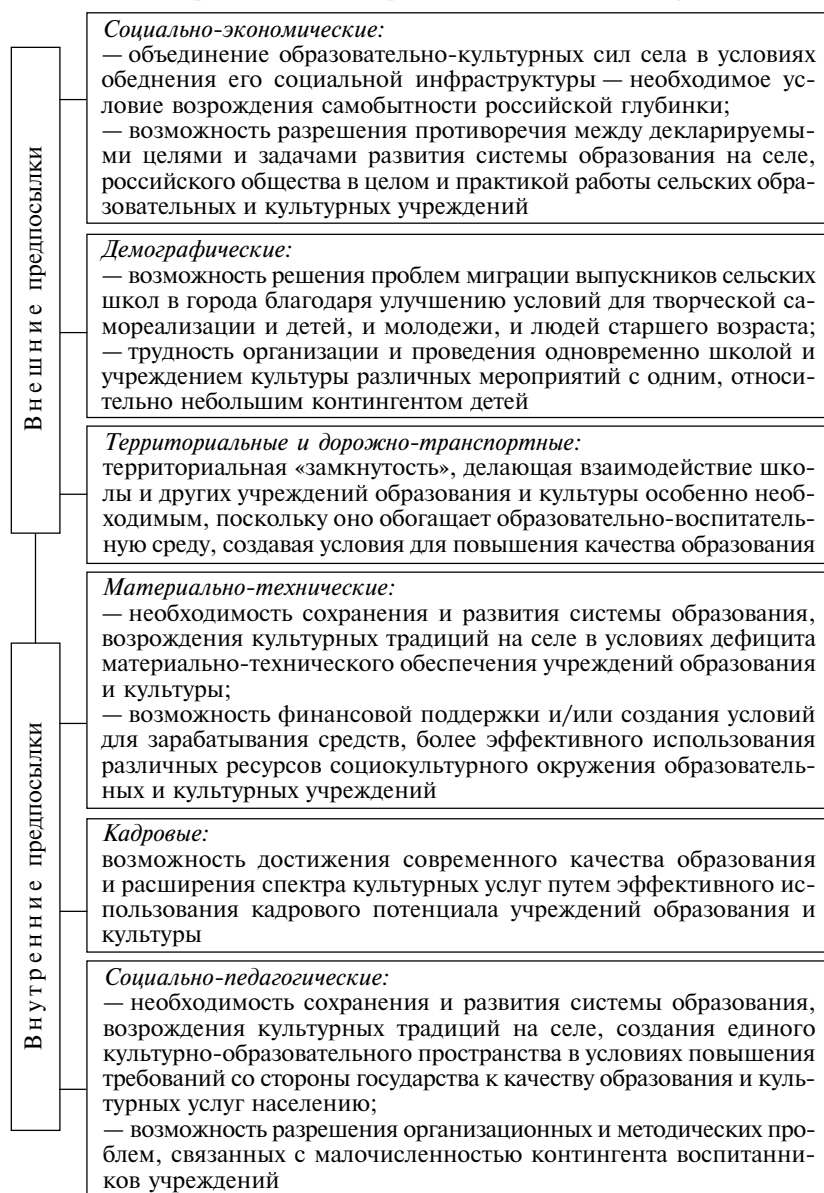 Внешние предпосылки
Социально-экономические:
— объединение образовательно-культурных сил села в условиях
обеднения его социальной инфраструктуры — необходимое ус-
ловие возрождения самобытности российской глубинки;
— возможность разрешения противоречия между декларируемы-
ми целями и задачами развития системы образования на селе,
российского общества в целом и практикой работы сельских обра-
зовательных и культурных учреждений
Демографические:
— возможность решения проблем миграции выпускников сельских
школ в города благодаря улучшению условий для творческой са-
мореализации и детей, и молодежи, и людей старшего возраста;
— трудность организации и проведения одновременно школой и
учреждением культуры различных мероприятий с одним, относи-
тельно небольшим контингентом детей
Территориальные и дорожно-транспортные:
территориальная «замкнутость», делающая взаимодействие шко-
лы и других учреждений образования и культуры особенно необ-
ходимым, поскольку оно обогащает образовательно-воспитатель-
ную среду, создавая условия для повышения качества образования
Внутренние предпосылки
Материально-технические:
— необходимость сохранения и развития системы образования,
возрождения культурных традиций на селе в условиях дефицита
материально-технического обеспечения учреждений образования
и культуры;
— возможность финансовой поддержки и/или создания условий
для зарабатывания средств, более эффективного использования
различных ресурсов социокультурного окружения образователь-
ных и культурных учреждений
Кадровые:
возможность достижения современного качества образования
и расширения спектра культурных услуг путем эффективного ис-
пользования кадрового потенциала учреждений образования и
культуры
Социально-педагогические:
— необходимость сохранения и развития системы образования,
возрождения культурных традиций на селе, создания единого
культурно-образовательного пространства в условиях повышения
требований со стороны государства к качеству образования и куль-
турных услуг населению;
— возможность разрешения организационных и методических про-
блем, связанных с малочисленностью контингента воспитанни-
ков учреждений